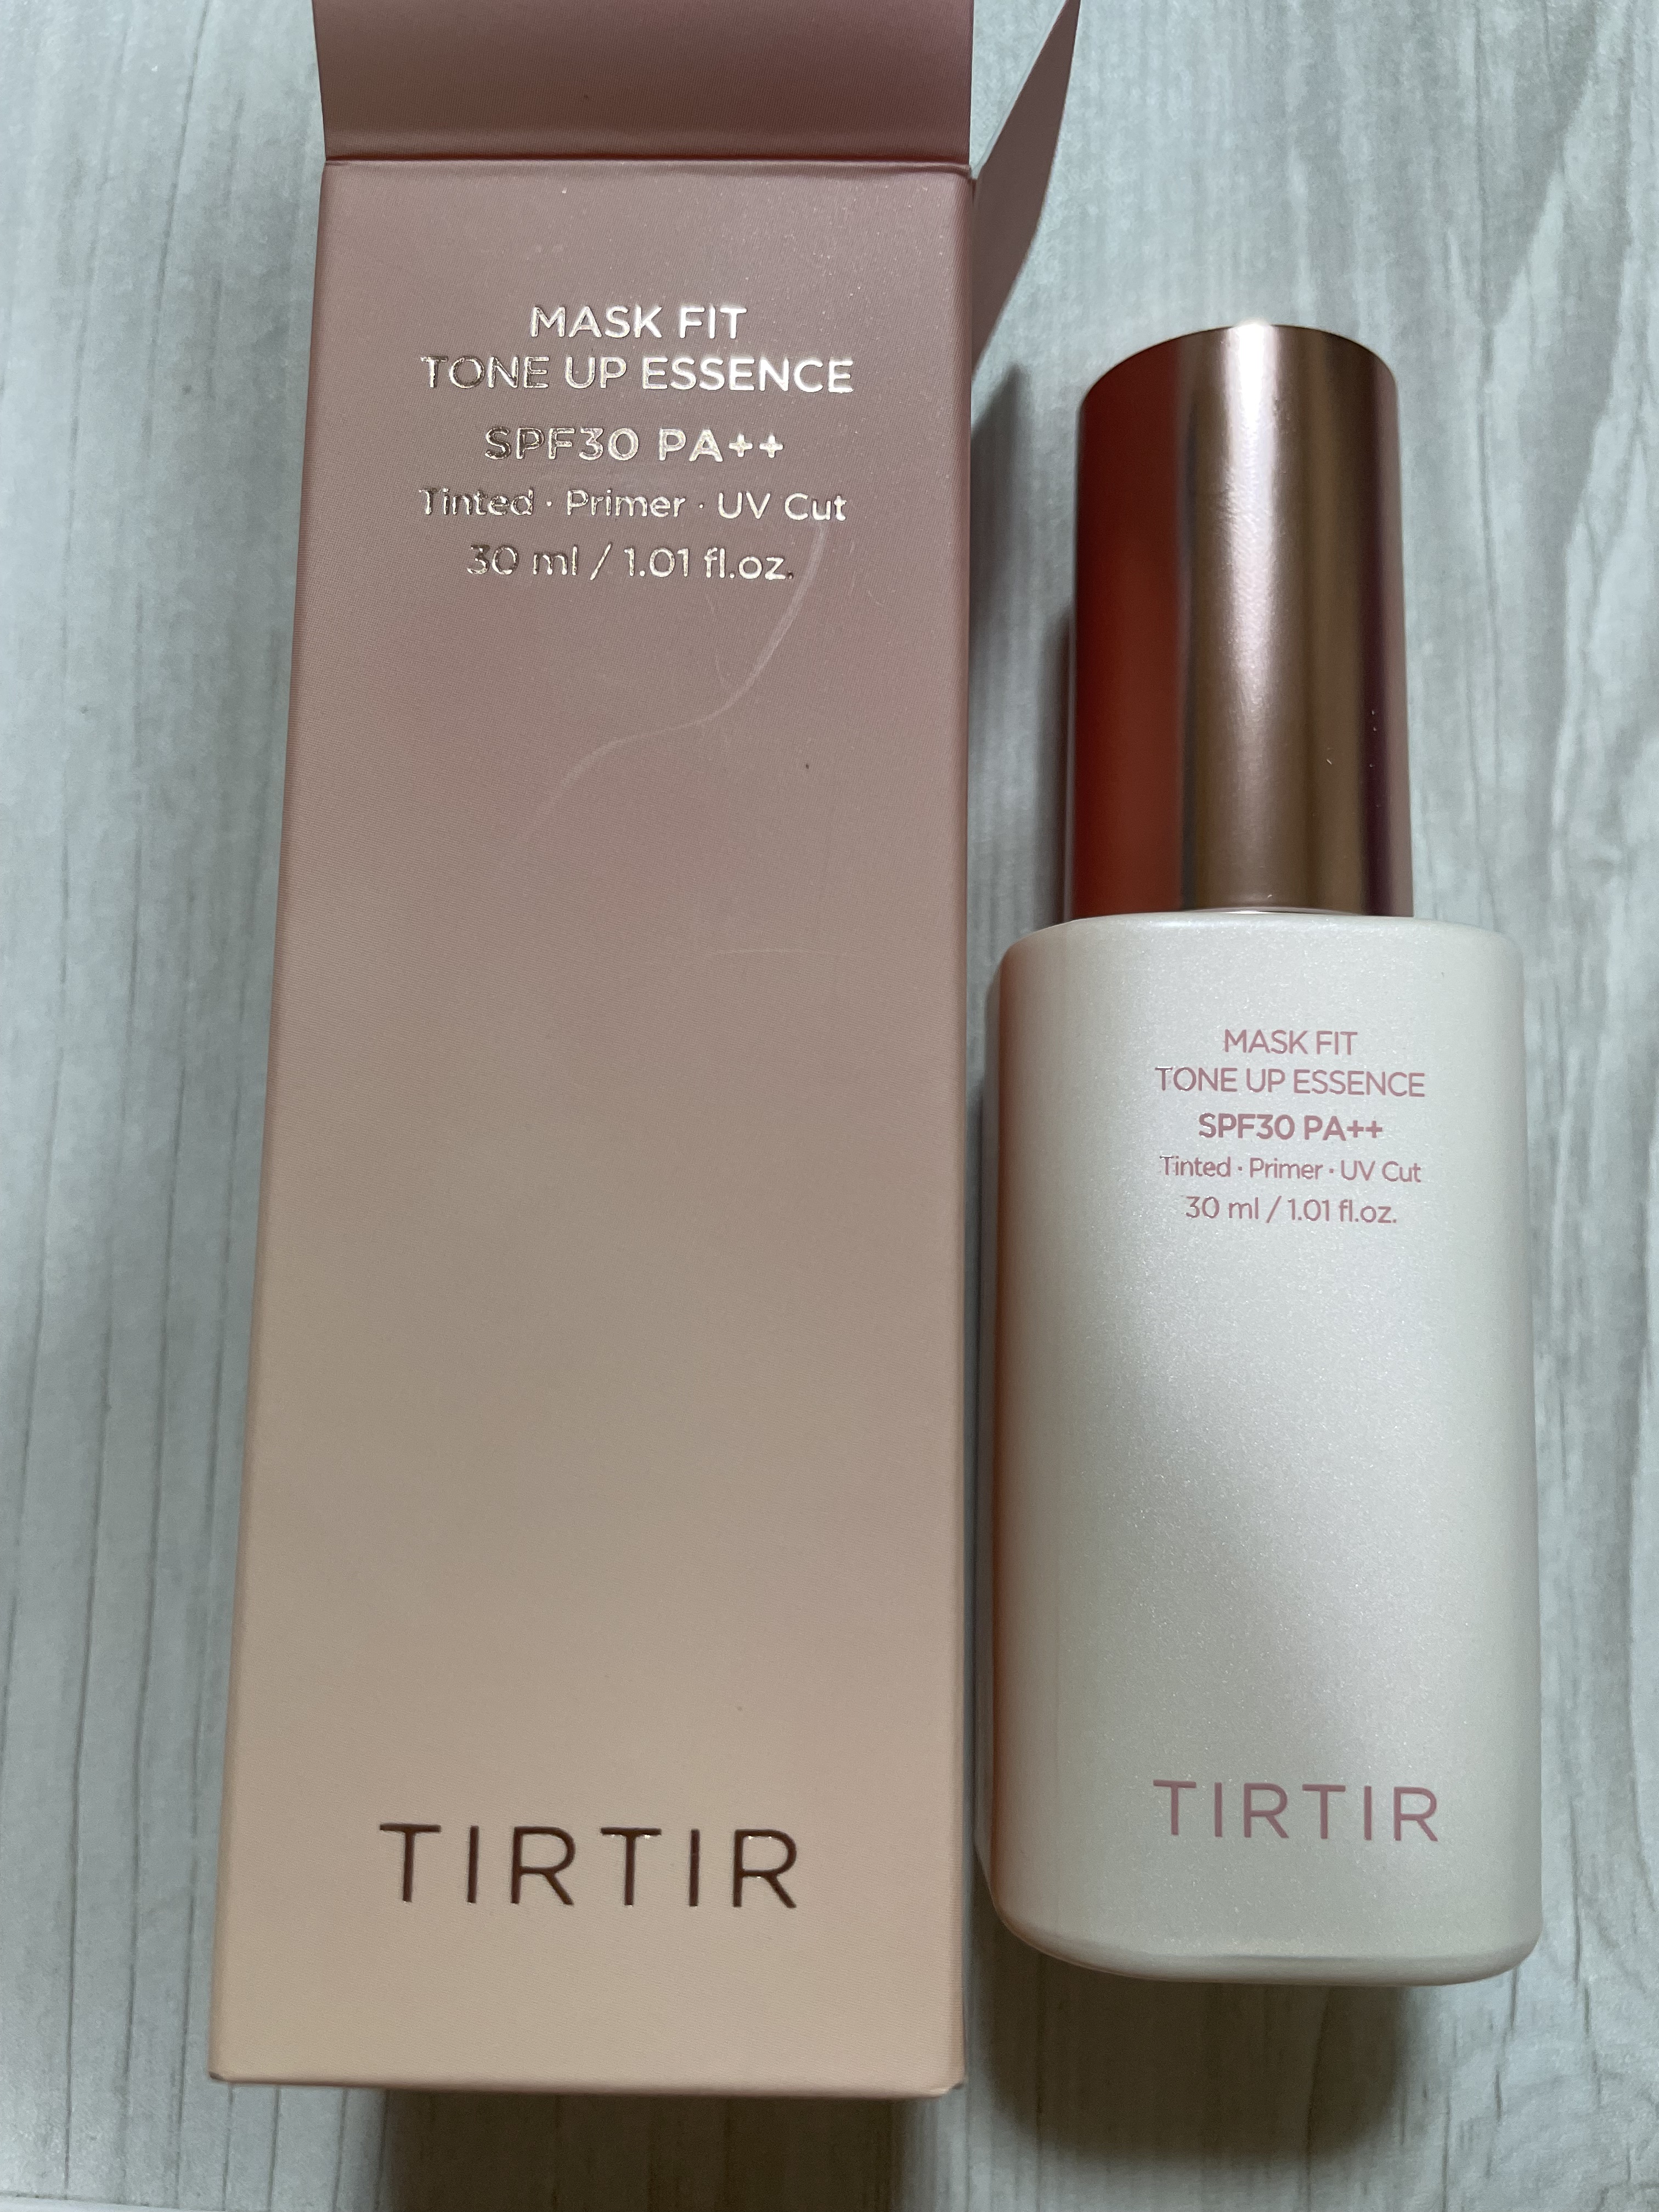 MASK FIT
TONE UP ESSENCE
SPF30 PA++
Tinted · Primer · UV Cut
30 ml / 1.01 fl.oz.
TIRTIR
MASK FIT
TONE UP ESSENCE
SPF30 PA++
Tinted · Primer · UV Cut
30 ml / 1.01 fl.oz.
TIRTIR